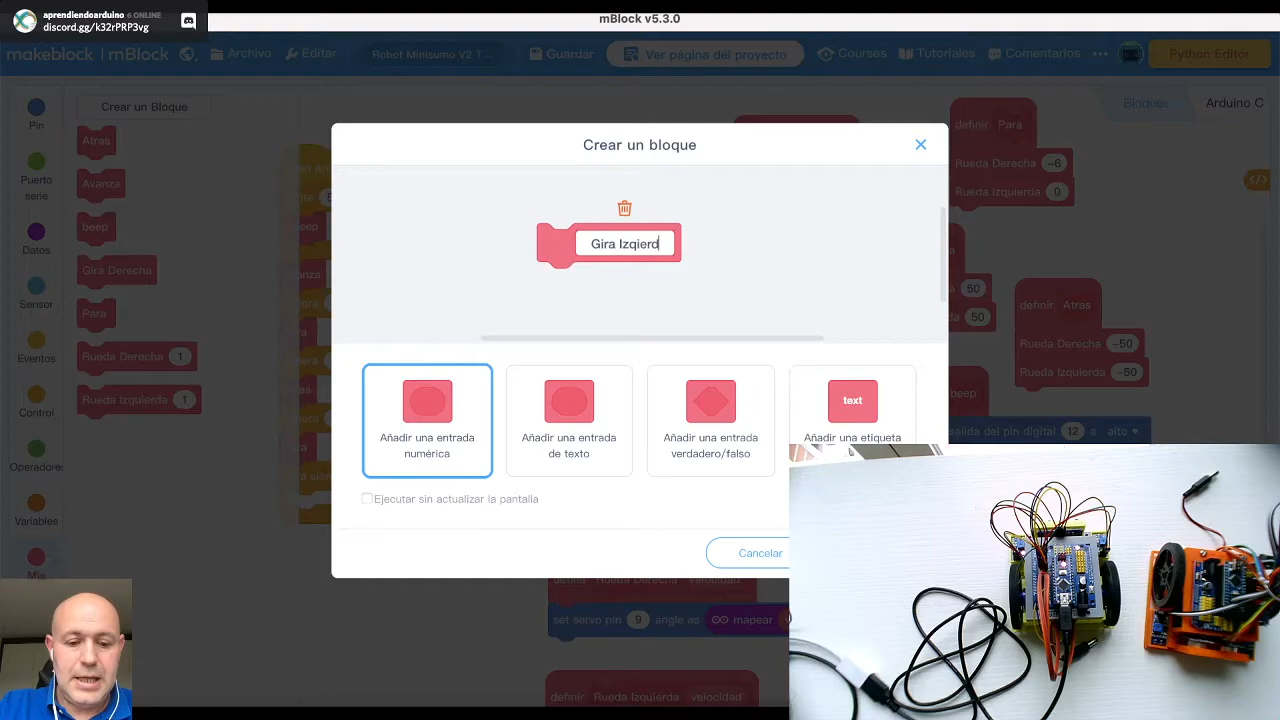 aprendiendoarduino 6 ONLINE
discord.gg/k32rPRP3vg
mBlock v5.3.0
makeblock | mBlock
Archivo
Editar
Robot Minisumo V2 T...
Guardar
Ver página del proyecto
Courses
Tutoriales
Comentarios
Python Editor
Pin
Puerto serie
Datos
Sensor
Eventos
Control
Operadores
Variables
Mis
Crear un Bloque
Atras
Avanza
beep
Gira Derecha
Para
Rueda Derecha 1
Rueda Izquierda 1
Crear un bloque
Gira Izqierd
Añadir una entrada numérica
Añadir una entrada de texto
Añadir una entrada verdadero/falso
text
Añadir una etiqueta
Ejecutar sin actualizar la pantalla
Cancelar
Bloques
Arduino C
definir Para
Rueda Derecha -6
Rueda Izquierda 0
50
50
definir Atras
Rueda Derecha -50
Rueda Izquierda -50
beep
salida del pin digital 12 a alto
definir Rueda Derecha velocidad
set servo pin 9 angle as mapear
definir Rueda Izquierda velocidad